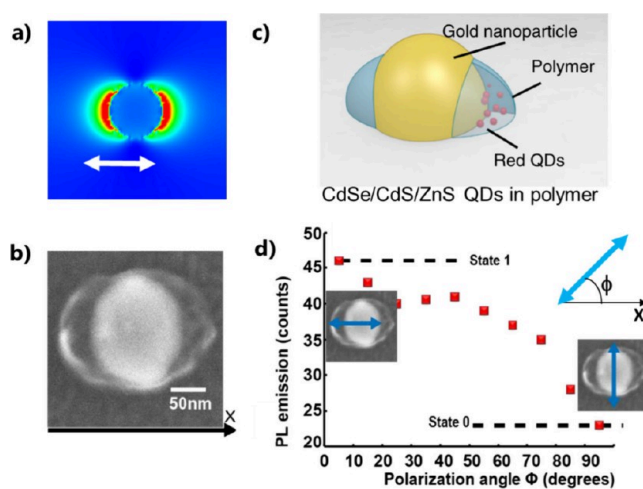 a)
c)
Gold nanoparticle
Polymer
Red QDs
CdSe/CdS/ZnS QDs in polymer
b)
50nm
X
d)
PL emission (counts)
50
45
40
35
30
25
20
State 1
State 0
ϕ
X
0 10 20 30 40 50 60 70 80 90
Polarization angle Φ (degrees)